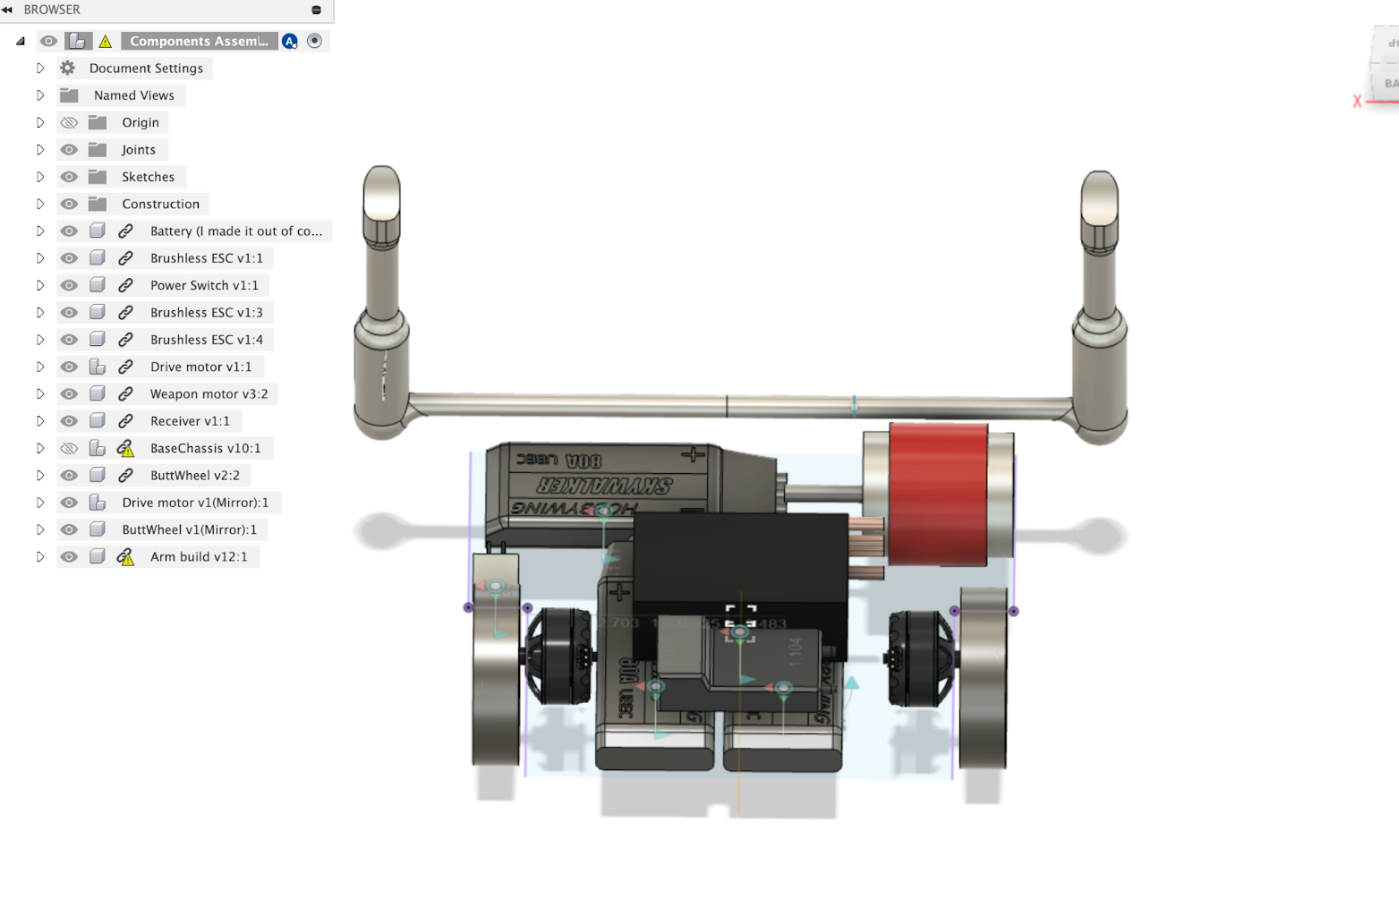 BROWSER
Components Assem...
Document Settings
Named Views
Origin
Joints
Sketches
Construction
Battery (I made it out of co...
Brushless ESC v1:1
Power Switch v1:1
Brushless ESC v1:3
Brushless ESC v1:4
Drive motor v1:1
Weapon motor v3:2
Receiver v1:1
BaseChassis v10:1
ButtWheel v2:2
Drive motor v1(Mirror):1
ButtWheel v1(Mirror):1
Arm build v12:1
A
X
BA
80A UBEC
SKYWALKER
HOBBYWING
80A UBEC
1.104